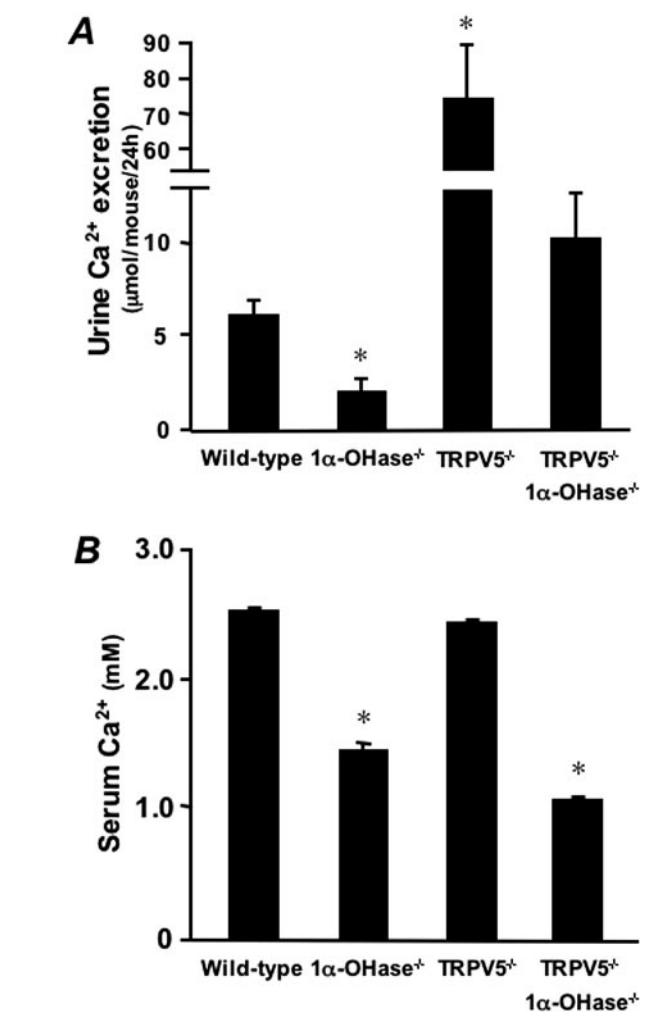 A
90
80
70
60
10
5
0
Urine Ca²⁺ excretion
(μmol/mouse/24h)
*
*
Wild-type 1α-OHase⁻/⁻ TRPV5⁻/⁻ TRPV5⁻/⁻
1α-OHase⁻/⁻
B
3.0
2.0
1.0
0
Serum Ca²⁺ (mM)
*
*
Wild-type 1α-OHase⁻/⁻ TRPV5⁻/⁻ TRPV5⁻/⁻
1α-OHase⁻/⁻